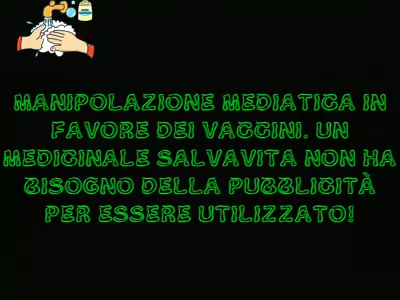 MANIPOLAZIONE MEDIATICA IN
FAVORE DEI VACCINI. UN
MEDICINALE SALVAVITA NON HA
BISOGNO DELLA PUBBLICITÀ
PER ESSERE UTILIZZATO!